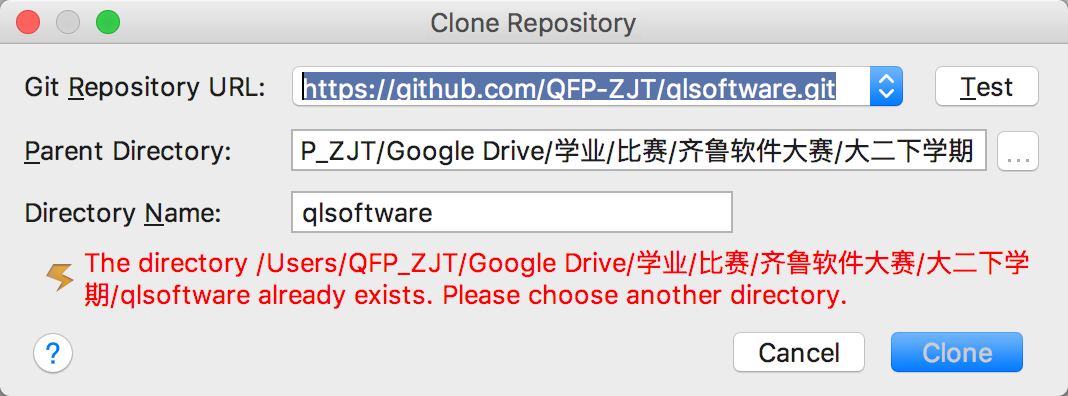 Clone Repository
Git Repository URL: https://github.com/QFP-ZJT/qlsoftware.git Test
Parent Directory: P_ZJT/Google Drive/学业/比赛/齐鲁软件大赛/大二下学期 ...
Directory Name: qlsoftware
The directory /Users/QFP_ZJT/Google Drive/学业/比赛/齐鲁软件大赛/大二下学
期/qlsoftware already exists. Please choose another directory.
? Cancel Clone